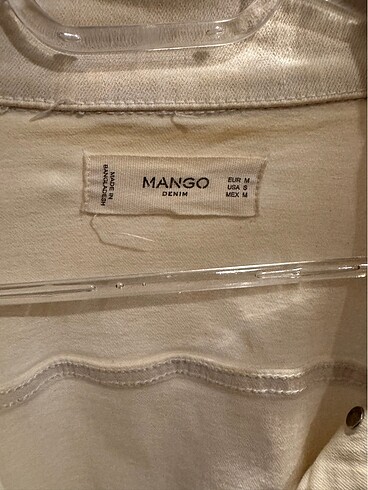 MADE IN
BANGLADESH
MANGO
DENIM
EUR M
USA S
MEX M